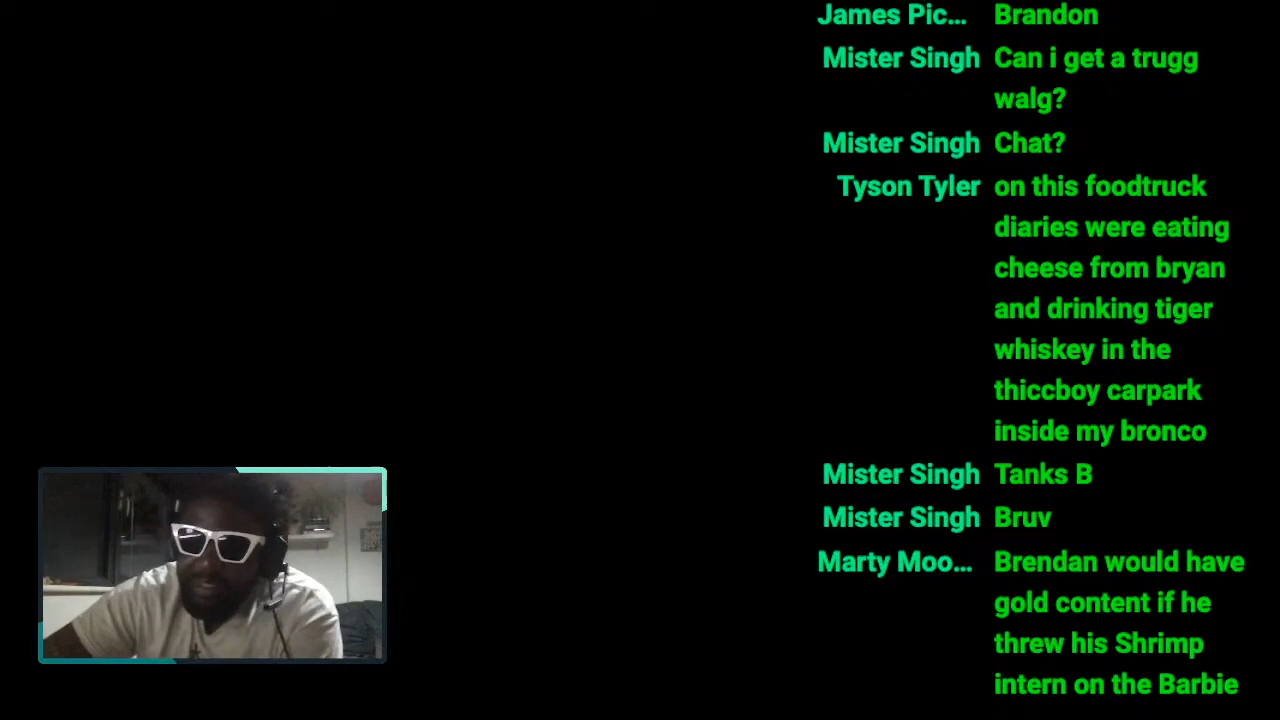 James Pic... Brandon
Mister Singh Can i get a trugg
walg?
Mister Singh Chat?
Tyson Tyler on this foodtruck
diaries were eating
cheese from bryan
and drinking tiger
whiskey in the
thiccboy carpark
inside my bronco
Mister Singh Tanks B
Mister Singh Bruv
Marty Moo... Brendan would have
gold content if he
threw his Shrimp
intern on the Barbie